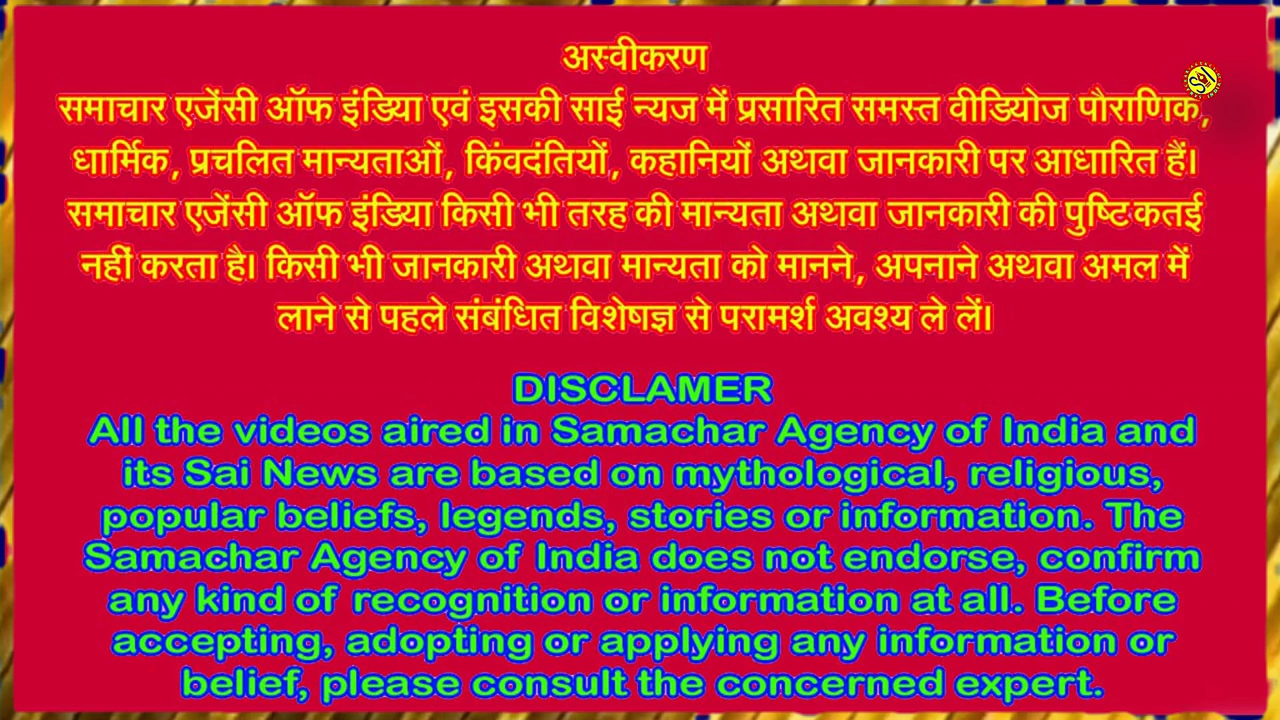 अस्वीकरण
SAI
समाचार एजेंसी ऑफ इंडिया एवं इसकी साई न्यज में प्रसारित समस्त वीडियोज पौराणिक,
धार्मिक, प्रचलित मान्यताओं, किंवदंतियों, कहानियों अथवा जानकारी पर आधारित हैं।
समाचार एजेंसी ऑफ इंडिया किसी भी तरह की मान्यता अथवा जानकारी की पुष्टि कतई
नहीं करता है। किसी भी जानकारी अथवा मान्यता को मानने, अपनाने अथवा अमल में
लाने से पहले संबंधित विशेषज्ञ से परामर्श अवश्य ले लें।
DISCLAMER
All the videos aired in Samachar Agency of India and
its Sai News are based on mythological, religious,
popular beliefs, legends, stories or information. The
Samachar Agency of India does not endorse, confirm
any kind of recognition or information at all. Before
accepting, adopting or applying any information or
belief, please consult the concerned expert.